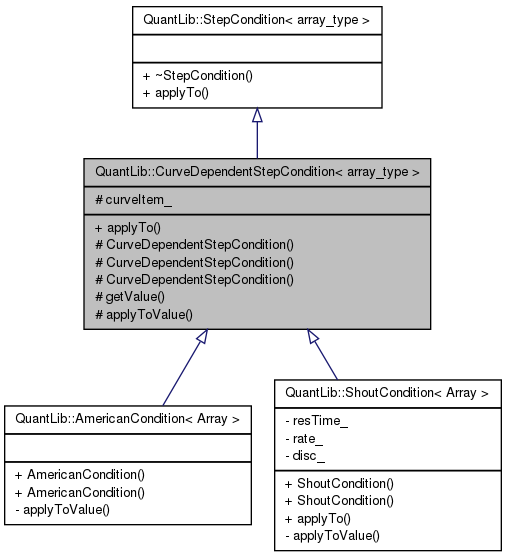 QuantLib::StepCondition< array_type >
+ ~StepCondition()
+ applyTo()
QuantLib::CurveDependentStepCondition< array_type >
# curveItem_
+ applyTo()
# CurveDependentStepCondition()
# CurveDependentStepCondition()
# CurveDependentStepCondition()
# getValue()
# applyToValue()
QuantLib::AmericanCondition< Array >
+ AmericanCondition()
+ AmericanCondition()
- applyToValue()
QuantLib::ShoutCondition< Array >
- resTime_
- rate_
- disc_
+ ShoutCondition()
+ ShoutCondition()
+ applyTo()
- applyToValue()